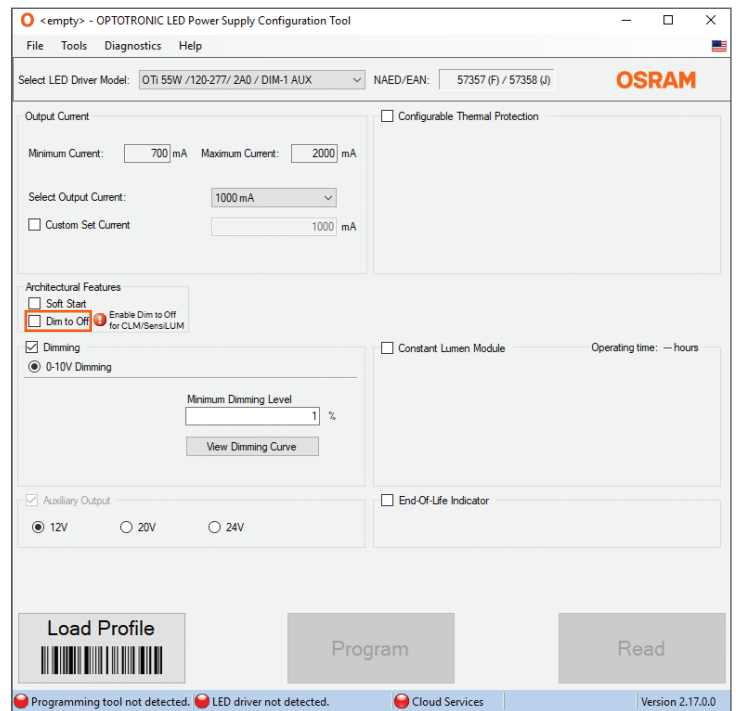 <empty> - OPTOTRONIC LED Power Supply Configuration Tool
File Tools Diagnostics Help
Select LED Driver Model: OTi 55W /120-277/ 2A0 / DIM-1 AUX NAED/EAN: 57357 (F) / 57358 (J) OSRAM
Output Current
Minimum Current: 700 mA Maximum Current: 2000 mA
Select Output Current: 1000 mA
Custom Set Current 1000 mA
Configurable Thermal Protection
Architectural Features
Soft Start
Dim to Off
Enable Dim to Off
for CLM/SensiLUM
Dimming
0-10V Dimming
Minimum Dimming Level
1 %
View Dimming Curve
Constant Lumen Module Operating time: --- hours
Auxiliary Output
12V 20V 24V
End-Of-Life Indicator
Load Profile
Program
Read
Programming tool not detected. LED driver not detected. Cloud Services Version 2.17.0.0